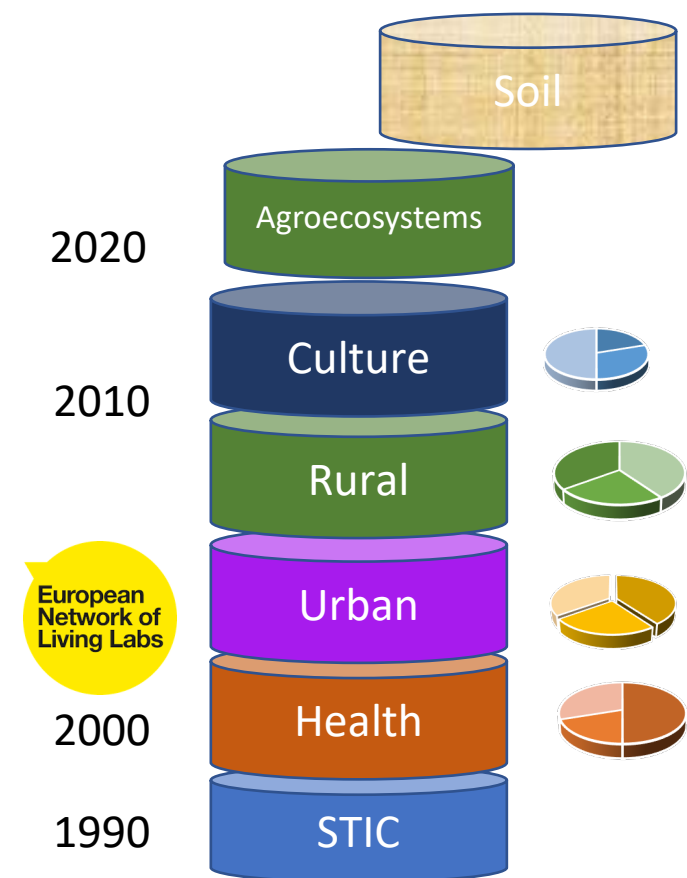 Soil
Agroecosystems
2020
Culture
2010
Rural
European
Network of
Living Labs
Urban
Health
2000
STIC
1990